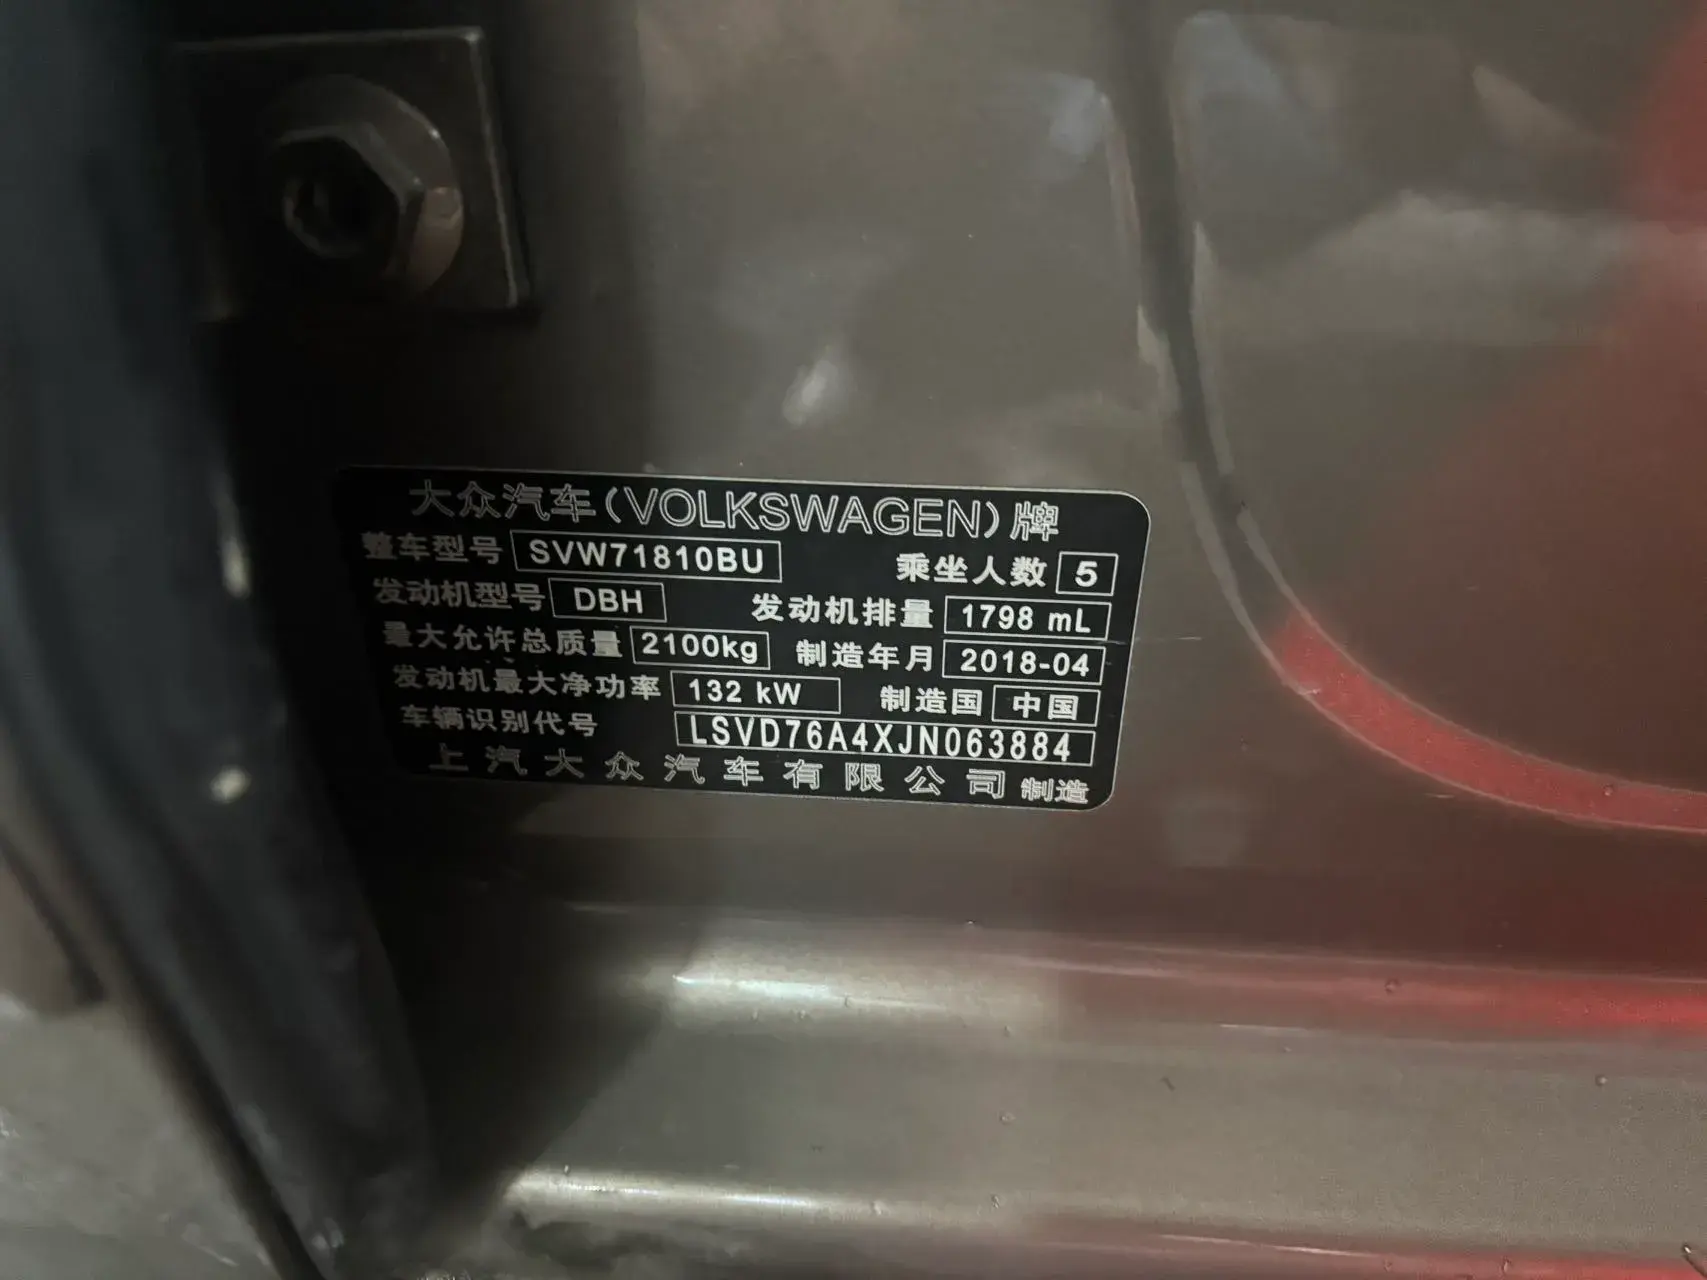 大众汽车(VOLKSWAGEN)牌
整车型号 SVW71810BU 乘坐人数 5
发动机型号 DBH 发动机排量 1798 mL
最大允许总质量 2100kg 制造年月 2018-04
发动机最大净功率 132 kW 制造国 中国
车辆识别代号 LSVD76A4XJN063884
上汽大众汽车有限公司 制造